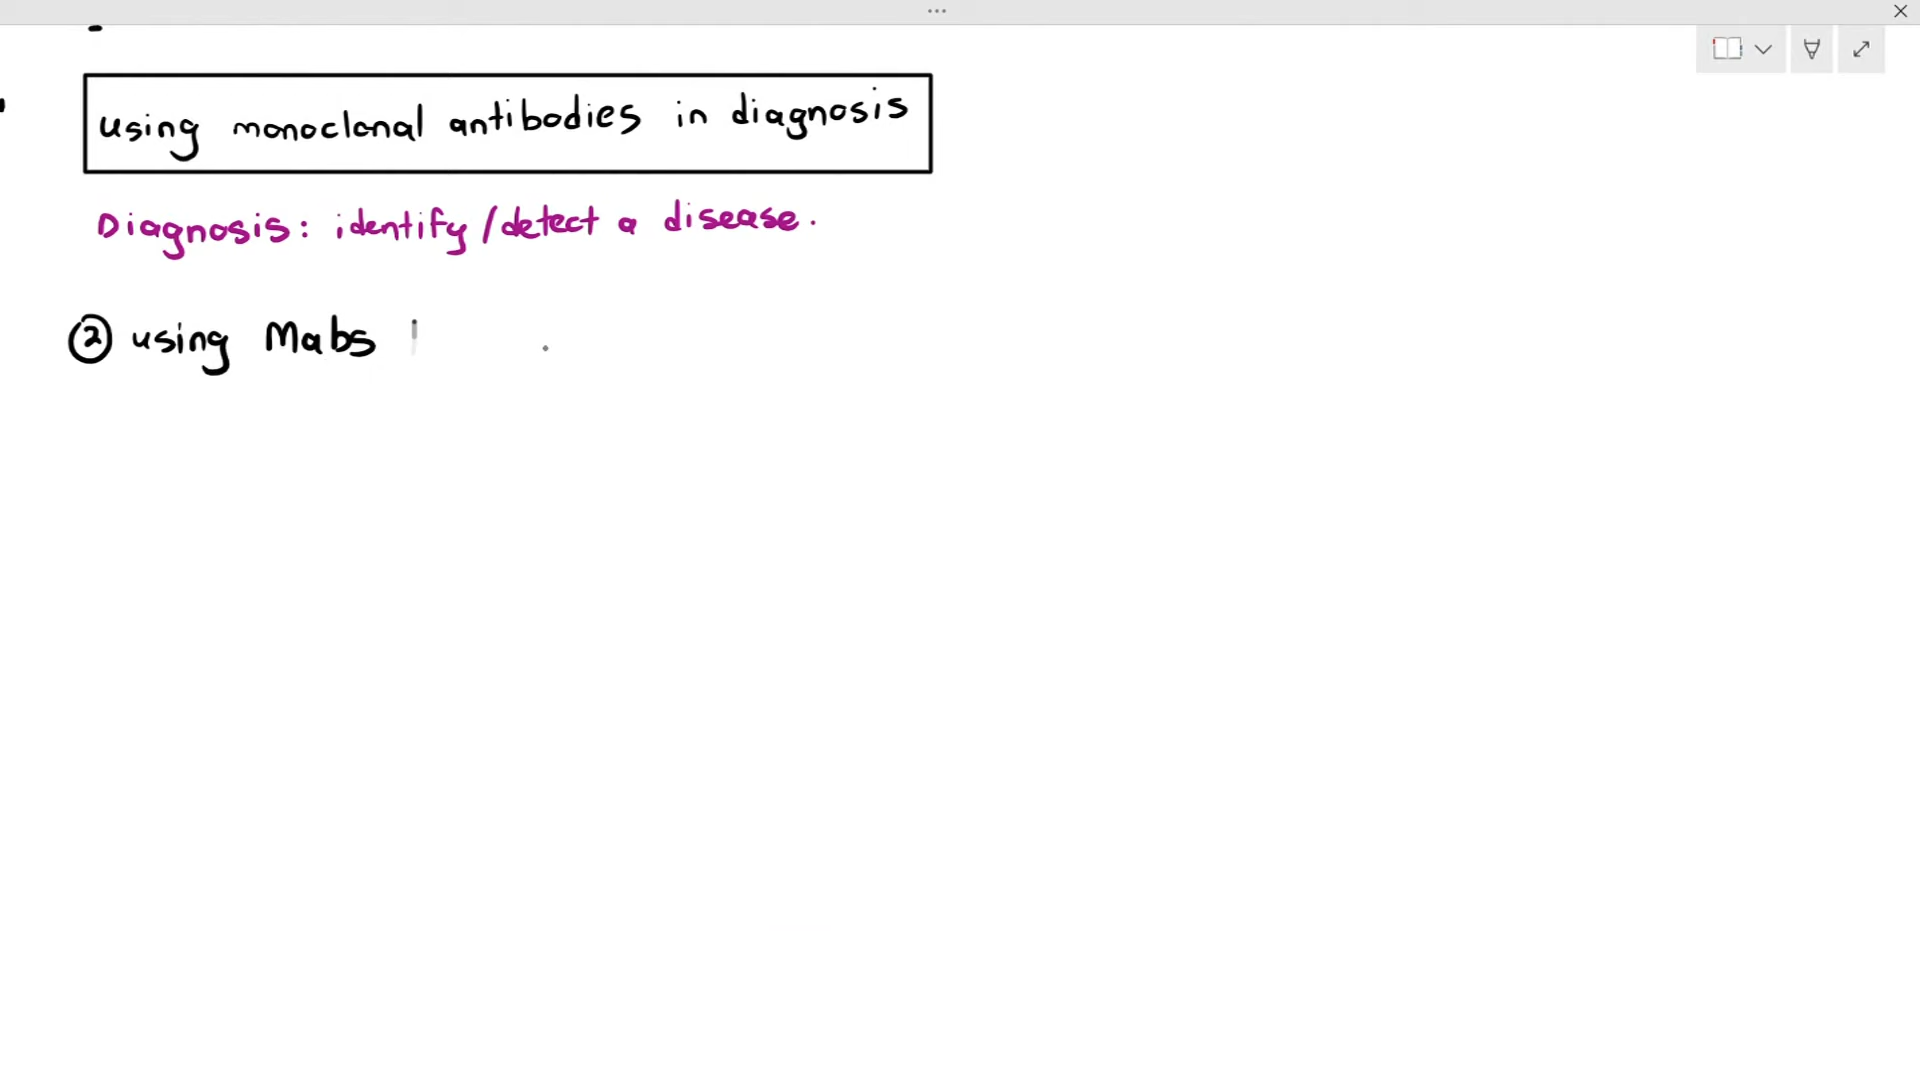 using monoclonal antibodies in diagnosis
Diagnosis: identify/detect a disease.
② using Mabs